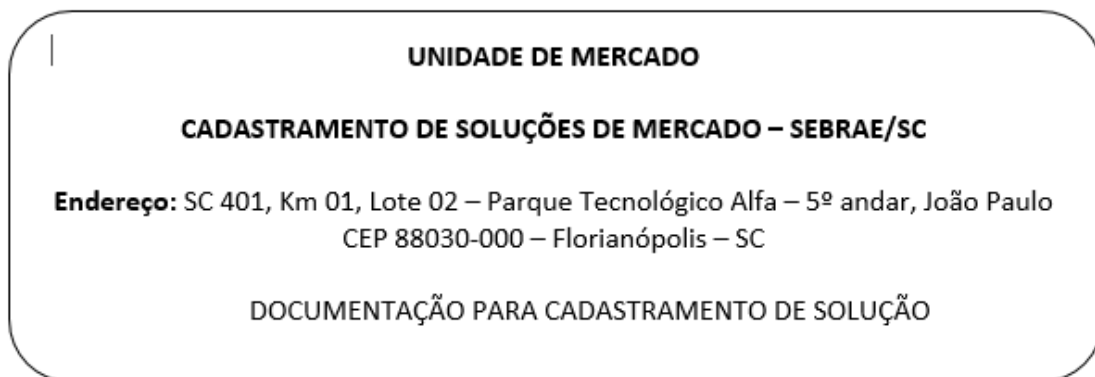 UNIDADE DE MERCADO
CADASTRAMENTO DE SOLUÇÕES DE MERCADO – SEBRAE/SC
Endereço: SC 401, Km 01, Lote 02 – Parque Tecnológico Alfa – 5º andar, João Paulo
CEP 88030-000 – Florianópolis – SC
DOCUMENTAÇÃO PARA CADASTRAMENTO DE SOLUÇÃO